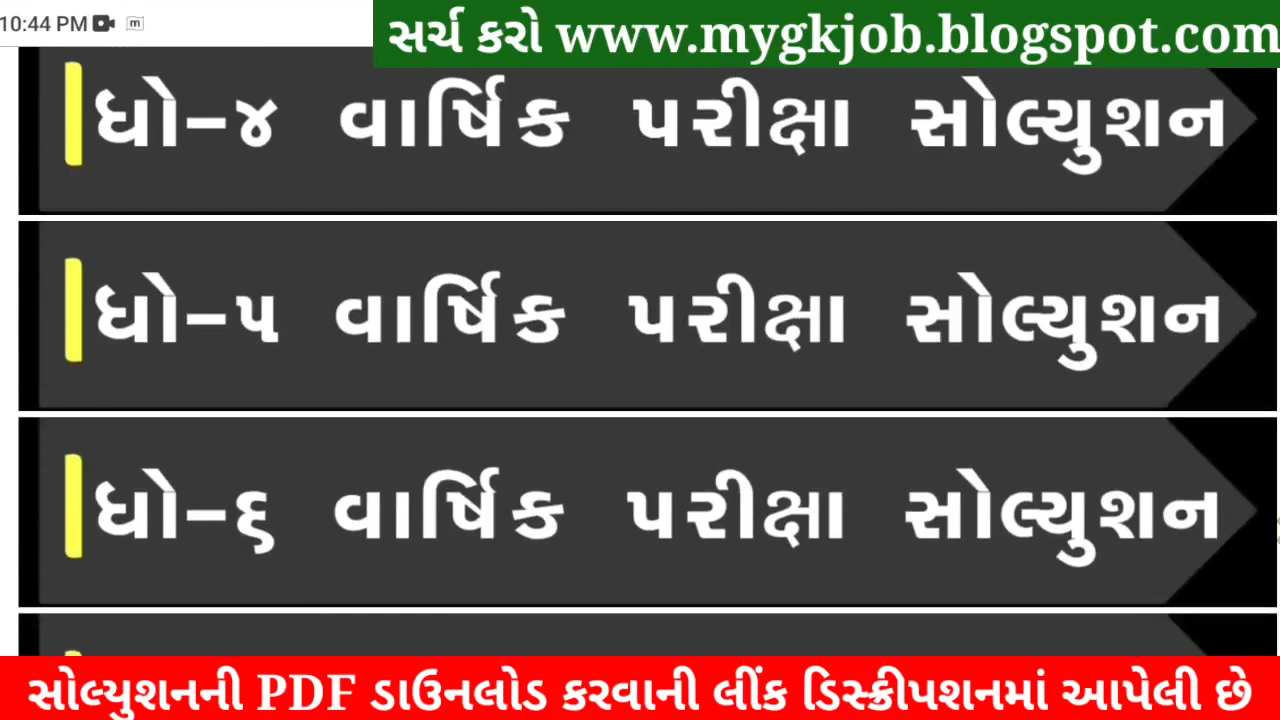 10:44 PM
સર્ચ કરો www.mygkjob.blogspot.com
ધો-૪ વાર્ષિક પરીક્ષા સોલ્યુશન
ધો-૫ વાર્ષિક પરીક્ષા સોલ્યુશન
ધો-૬ વાર્ષિક પરીક્ષા સોલ્યુશન
સોલ્યુશનની PDF ડાઉનલોડ કરવાની લીંક ડિસ્ક્રીપશનમાં આપેલી છે